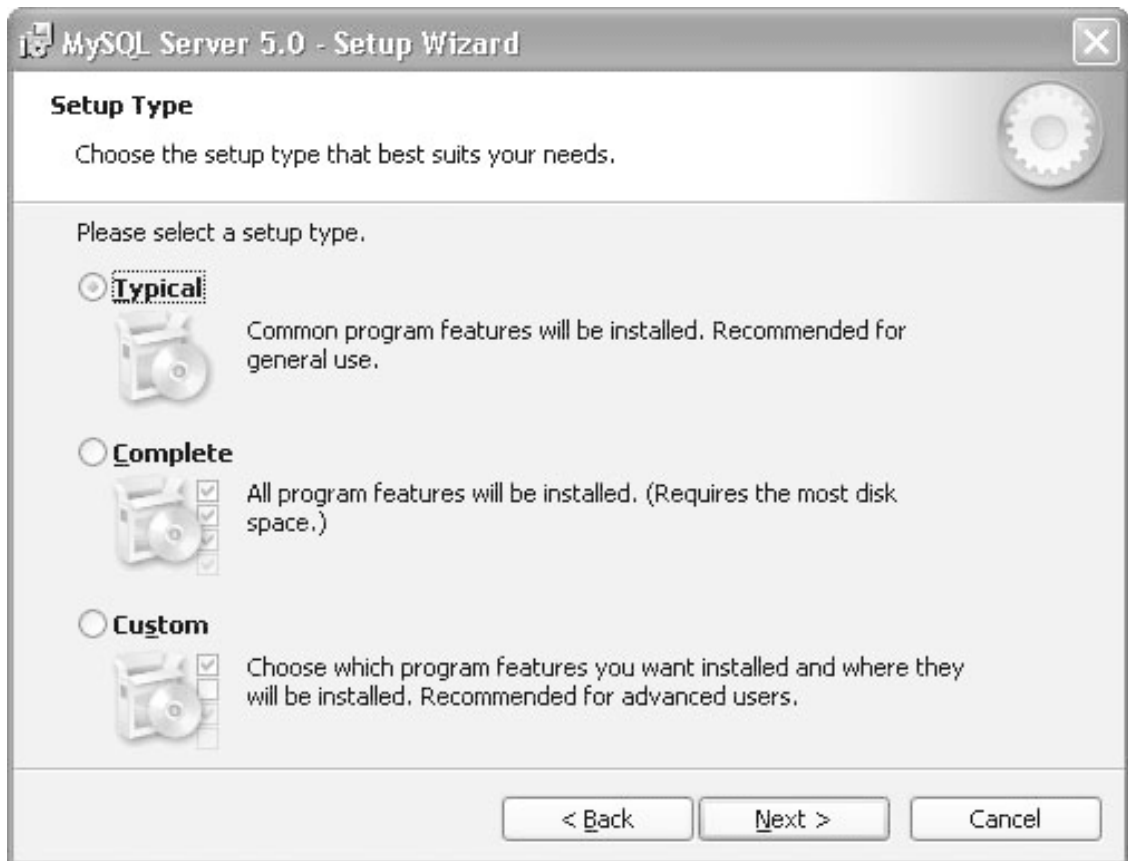 MySQL Server 5.0 - Setup Wizard
Setup Type
Choose the setup type that best suits your needs.
Please select a setup type.
Typical
Common program features will be installed. Recommended for
general use.
Complete
All program features will be installed. (Requires the most disk
space.)
Custom
Choose which program features you want installed and where they
will be installed. Recommended for advanced users.
< Back
Next >
Cancel